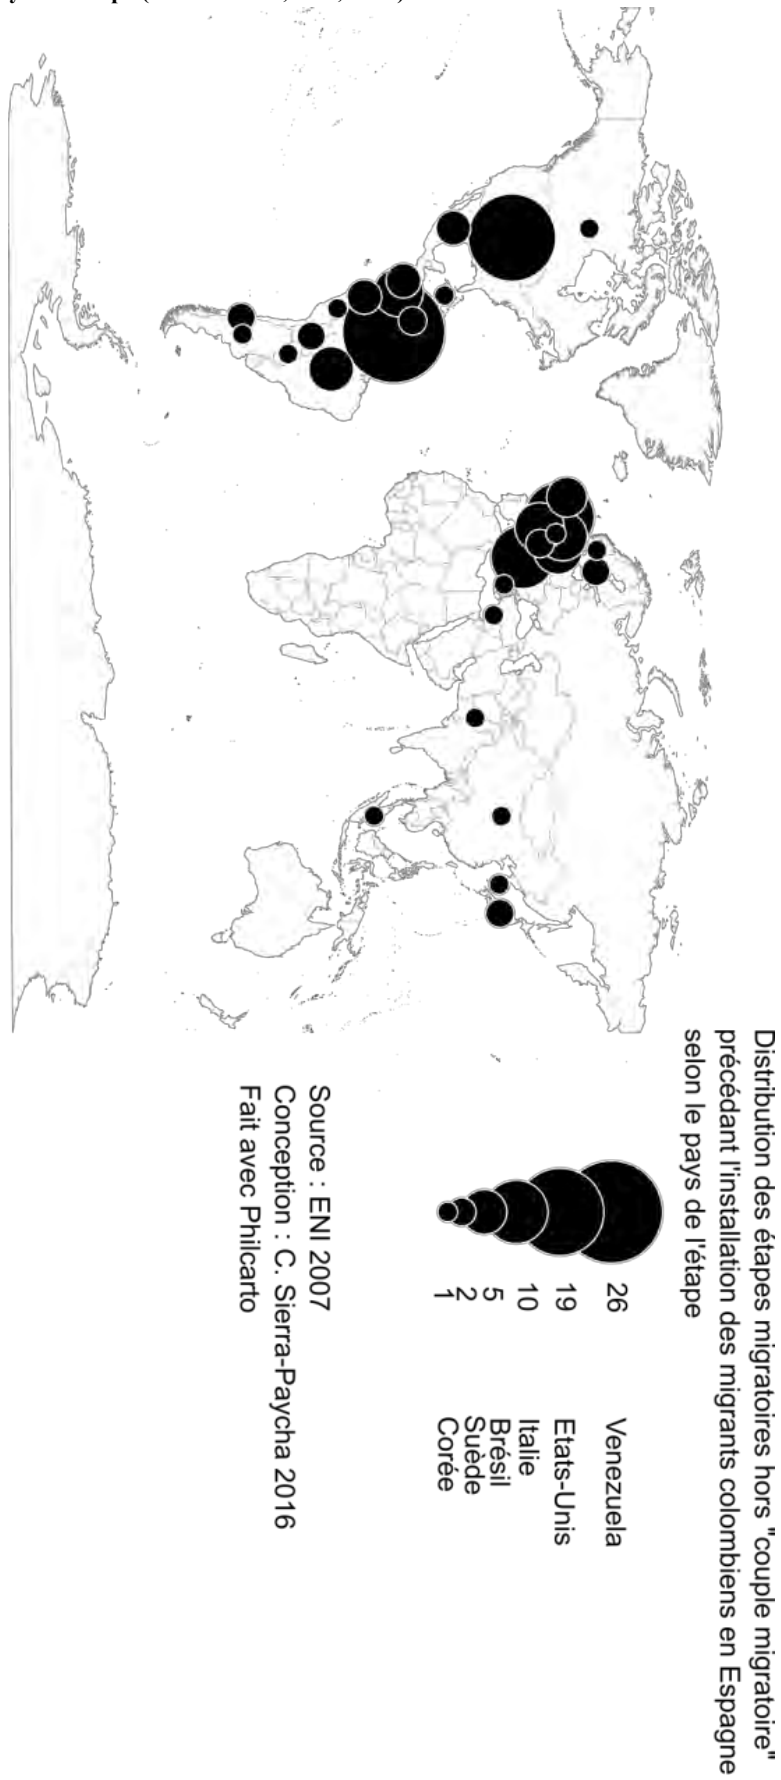 Distribution des étapes migratoires hors "couple migratoire"
précédant l'installation des migrants colombiens en Espagne
selon le pays de l'étape
26 Venezuela
19 Etats-Unis
10 Italie
5 Brésil
2 Suède
1 Corée
Source : ENI 2007
Conception : C. Sierra-Paycha 2016
Fait avec Philcarto